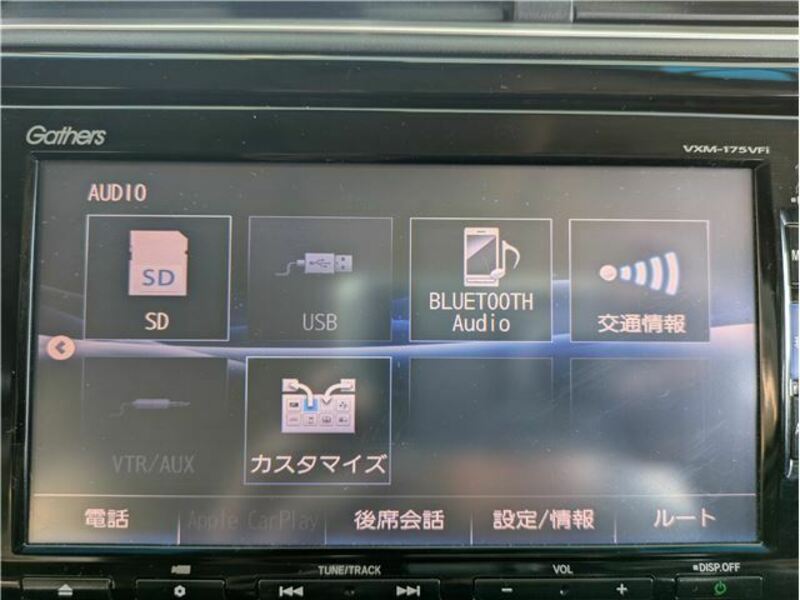 Gathers
VXM-175VFi
AUDIO
SD
SD
USB
BLUETOOTH
Audio
交通情報
VTR/AUX
カスタマイズ
電話
Apple CarPlay
後席会話
設定/情報
ルート
TUNE/TRACK
VOL
DISP.OFF